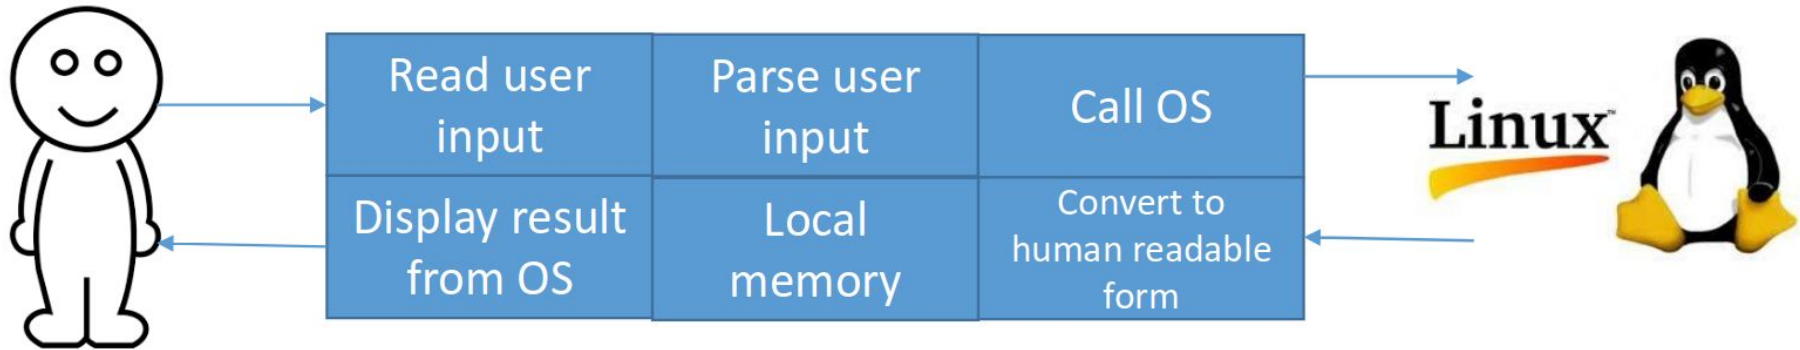 Read user
input
Parse user
input
Call OS
Linux™
Display result
from OS
Local
memory
Convert to
human readable
form